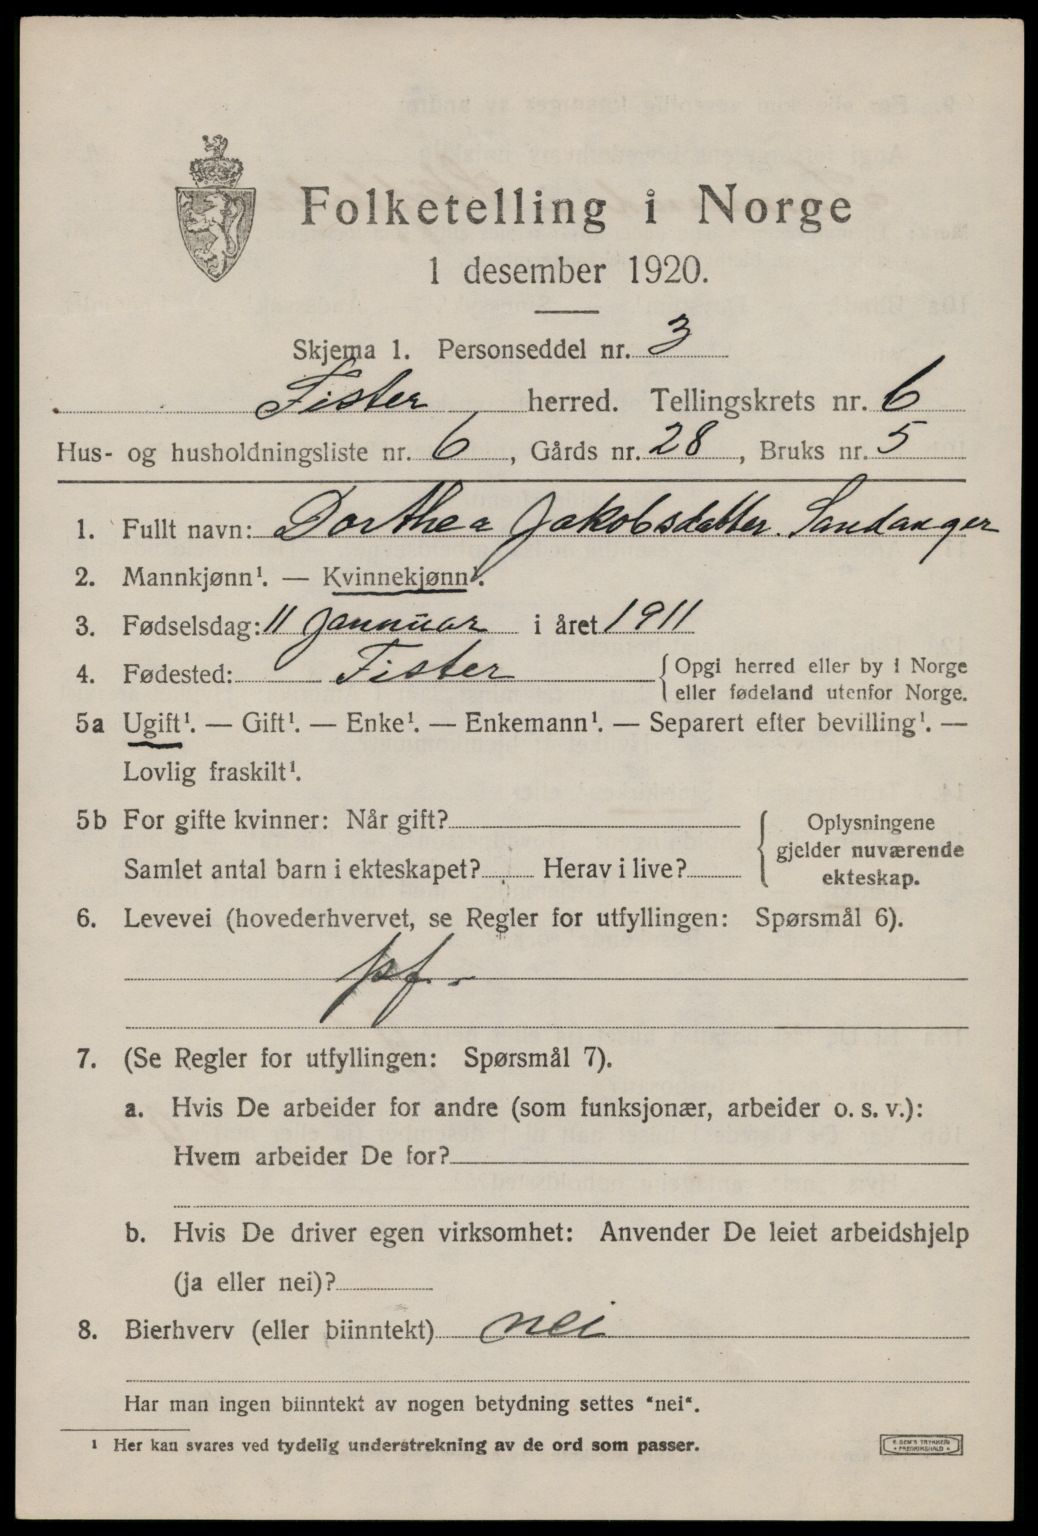 Folketelling i Norge
1 desember 1920.
Skjema 1. Personseddel nr. 3
Fister herred. Tellingskrets nr. 6
Hus- og husholdningsliste nr. 6, Gårds nr. 28, Bruks nr. 5
1. Fullt navn: Dorthea Jakobsdatter. Sandanger
2. Mannkjønn¹. — Kvinnekjønn¹.
3. Fødselsdag: 11 januar i året 1911
4. Fødested: Fister { Opgi herred eller by i Norge
eller fødeland utenfor Norge.
5a Ugift¹. — Gift¹. — Enke¹. — Enkemann¹. — Separert efter bevilling¹. —
Lovlig fraskilt¹.
5b For gifte kvinner: Når gift?
Samlet antal barn i ekteskapet? Herav i live?
{ Oplysningene
gjelder nuværende
ekteskap.
6. Levevei (hovederhvervet, se Regler for utfyllingen: Spørsmål 6).
pf.
7. (Se Regler for utfyllingen: Spørsmål 7).
a. Hvis De arbeider for andre (som funksjonær, arbeider o. s. v.):
Hvem arbeider De for?
b. Hvis De driver egen virksomhet: Anvender De leiet arbeidshjelp
(ja eller nei)?
8. Bierhverv (eller biinntekt) nei
Har man ingen biinntekt av nogen betydning settes "nei".
¹ Her kan svares ved tydelig understrekning av de ord som passer.